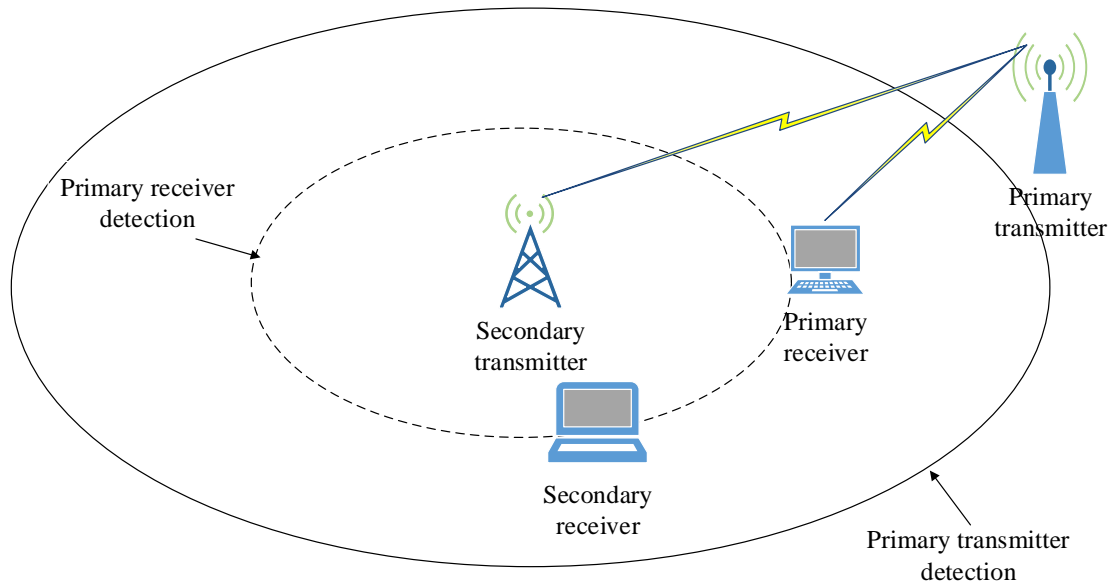 Primary receiver
detection
Primary
transmitter
Secondary
transmitter
Primary
receiver
Secondary
receiver
Primary transmitter
detection